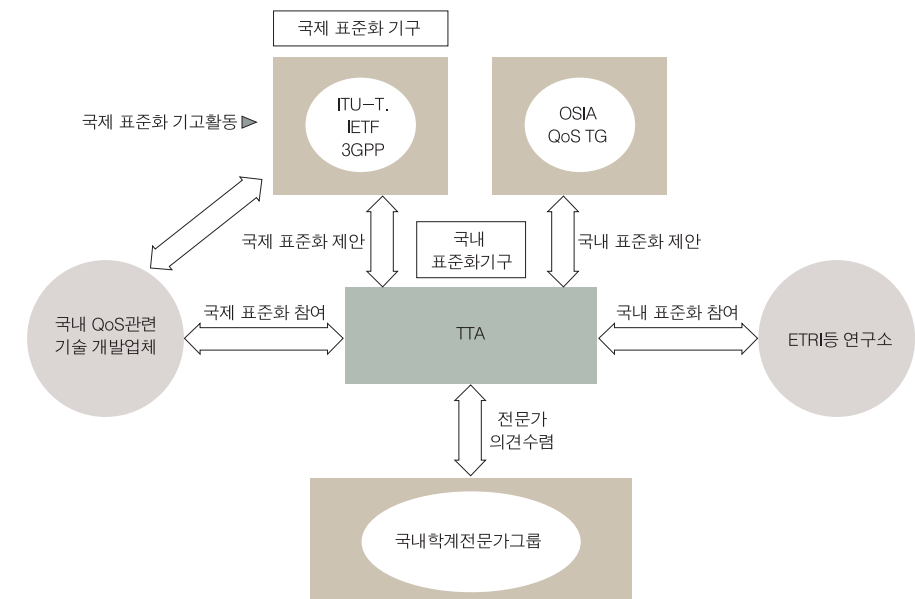 국제 표준화 기구
ITU–T.
IETF
3GPP
OSIA
QoS TG
국제 표준화 기고활동
국제 표준화 제안
국내
표준화기구
국내 표준화 제안
국내 QoS관련
기술 개발업체
국제 표준화 참여
TTA
국내 표준화 참여
ETRI등 연구소
전문가
의견수렴
국내학계전문가그룹